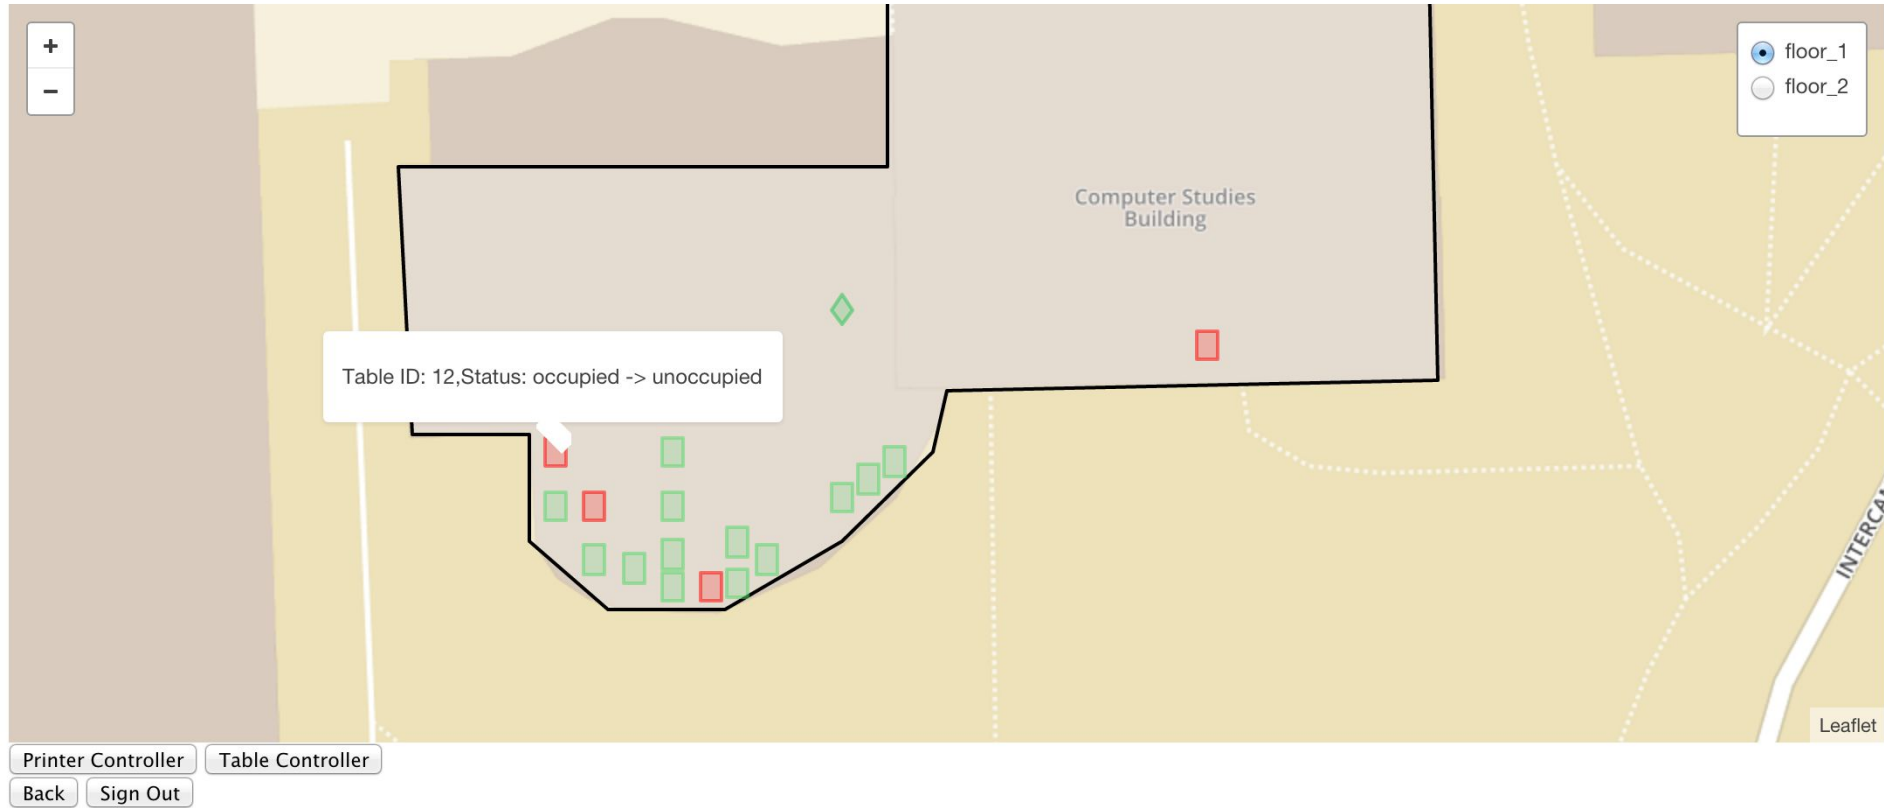 +
−
floor_1
floor_2
Computer Studies
Building
Table ID: 12,Status: occupied -> unoccupied
INTERCAM
Leaflet
Printer Controller
Table Controller
Back
Sign Out